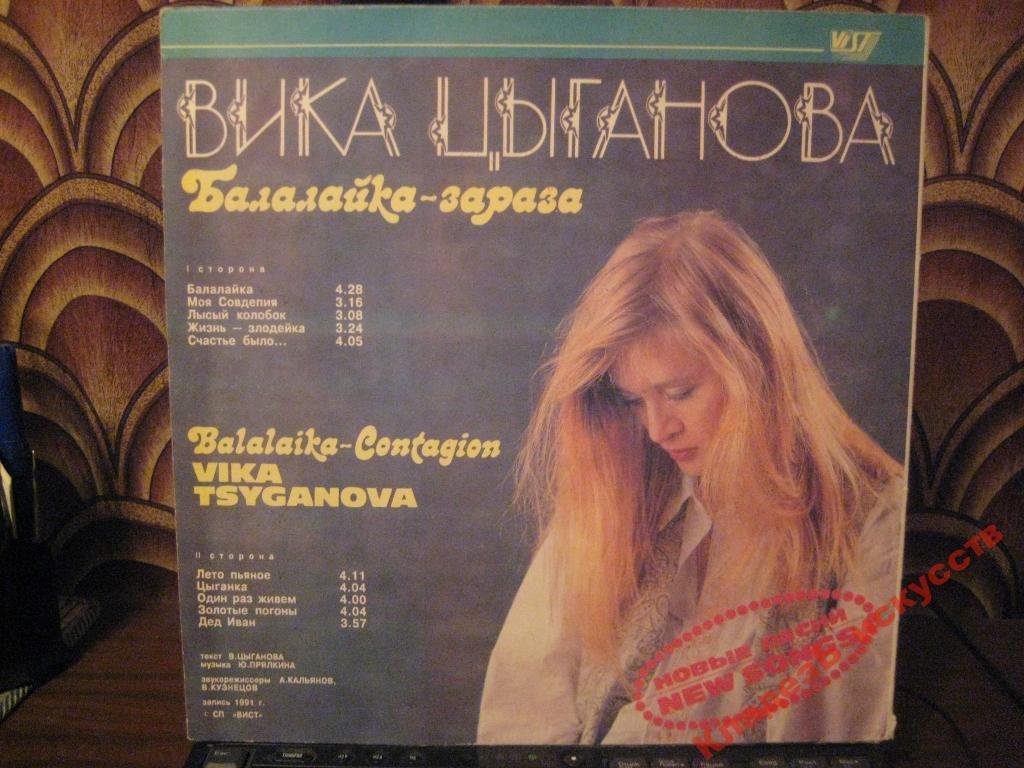 VIST
ВИКА ЦЫГАНОВА
Балалайка-зараза
I сторона
Балалайка 4.28
Моя Совдепия 3.16
Лысый колобок 3.08
Жизнь — злодейка 3.24
Счастье было... 4.05
Balalaika-Contagion
VIKA
TSYGANOVA
II сторона
Лето пьяное 4.11
Цыганка 4.04
Один раз живем 4.00
Золотые погоны 4.04
Дед Иван 3.57
текст В.ЦЫГАНОВА
музыка Ю.ПРЯЛКИНА
звукорежиссеры А.КАЛЬЯНОВ,
В.КУЗНЕЦОВ
запись 1991 г.
СП «ВИСТ»
НОВЫЕ ПЕСНИ
NEW SONGS
искусств